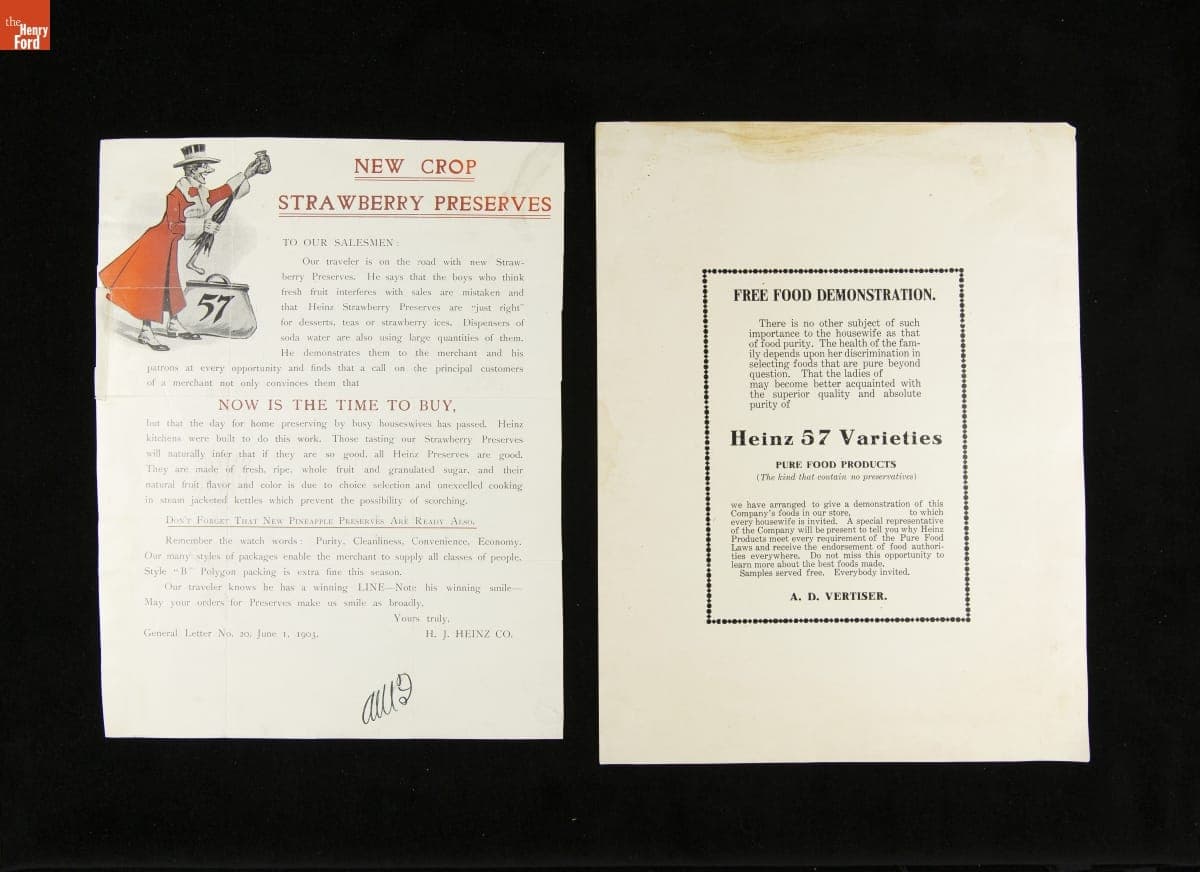 the
Henry
Ford
NEW CROP
STRAWBERRY PRESERVES
TO OUR SALESMEN:
Our traveler is on the road with new Straw-
berry Preserves. He says that the boys who think
fresh fruit interferes with sales are mistaken and
that Heinz Strawberry Preserves are "just right"
for desserts, teas or strawberry ices. Dispensers of
soda water are also using large quantities of them.
He demonstrates them to the merchant and his
patrons at every opportunity and finds that a call on the principal customers
of a merchant not only convinces them that
57
NOW IS THE TIME TO BUY,
but that the day for home preserving by busy houseswives has passed. Heinz
kitchens were built to do this work. Those tasting our Strawberry Preserves
will naturally infer that if they are so good, all Heinz Preserves are good.
They are made of fresh, ripe, whole fruit and granulated sugar, and their
natural fruit flavor and color is due to choice selection and unexcelled cooking
in steam jacketed kettles which prevent the possibility of scorching.
Don't Forget That New Pineapple Preserves Are Ready Also.
Remember the watch words: Purity, Cleanliness, Convenience, Economy.
Our many styles of packages enable the merchant to supply all classes of people.
Style "B" Polygon packing is extra fine this season.
Our traveler knows he has a winning LINE—Note his winning smile—
May your orders for Preserves make us smile as broadly.
Yours truly,
General Letter No. 20, June 1, 1903. H. J. HEINZ CO.
FREE FOOD DEMONSTRATION.
There is no other subject of such
importance to the housewife as that
of food purity. The health of the fam-
ily depends upon her discrimination in
selecting foods that are pure beyond
question. That the ladies of
may become better acquainted with
the superior quality and absolute
purity of
Heinz 57 Varieties
PURE FOOD PRODUCTS
(The kind that contain no preservatives)
we have arranged to give a demonstration of this
Company's foods in our store, to which
every housewife is invited. A special representative
of the Company will be present to tell you why Heinz
Products meet every requirement of the Pure Food
Laws and receive the endorsement of food authori-
ties everywhere. Do not miss this opportunity to
learn more about the best foods made.
Samples served free. Everybody invited.
A. D. VERTISER.